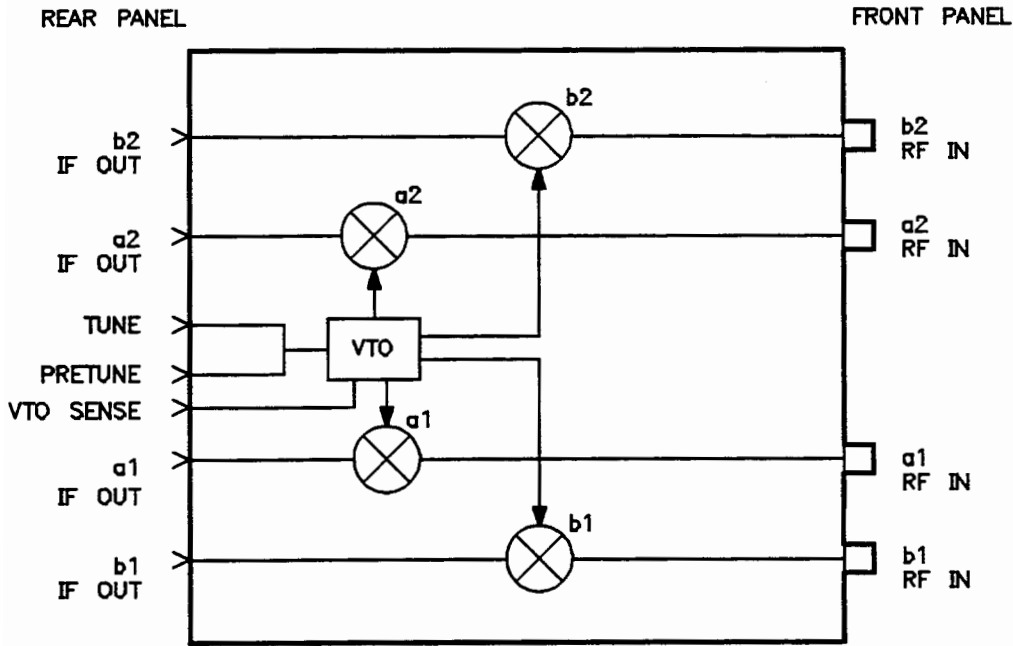 REAR PANEL
FRONT PANEL
b2
b2
IF OUT
b2
RF IN
a2
a2
IF OUT
a2
RF IN
TUNE
VTO
PRETUNE
VTO SENSE
a1
a1
IF OUT
a1
RF IN
b1
b1
IF OUT
b1
RF IN